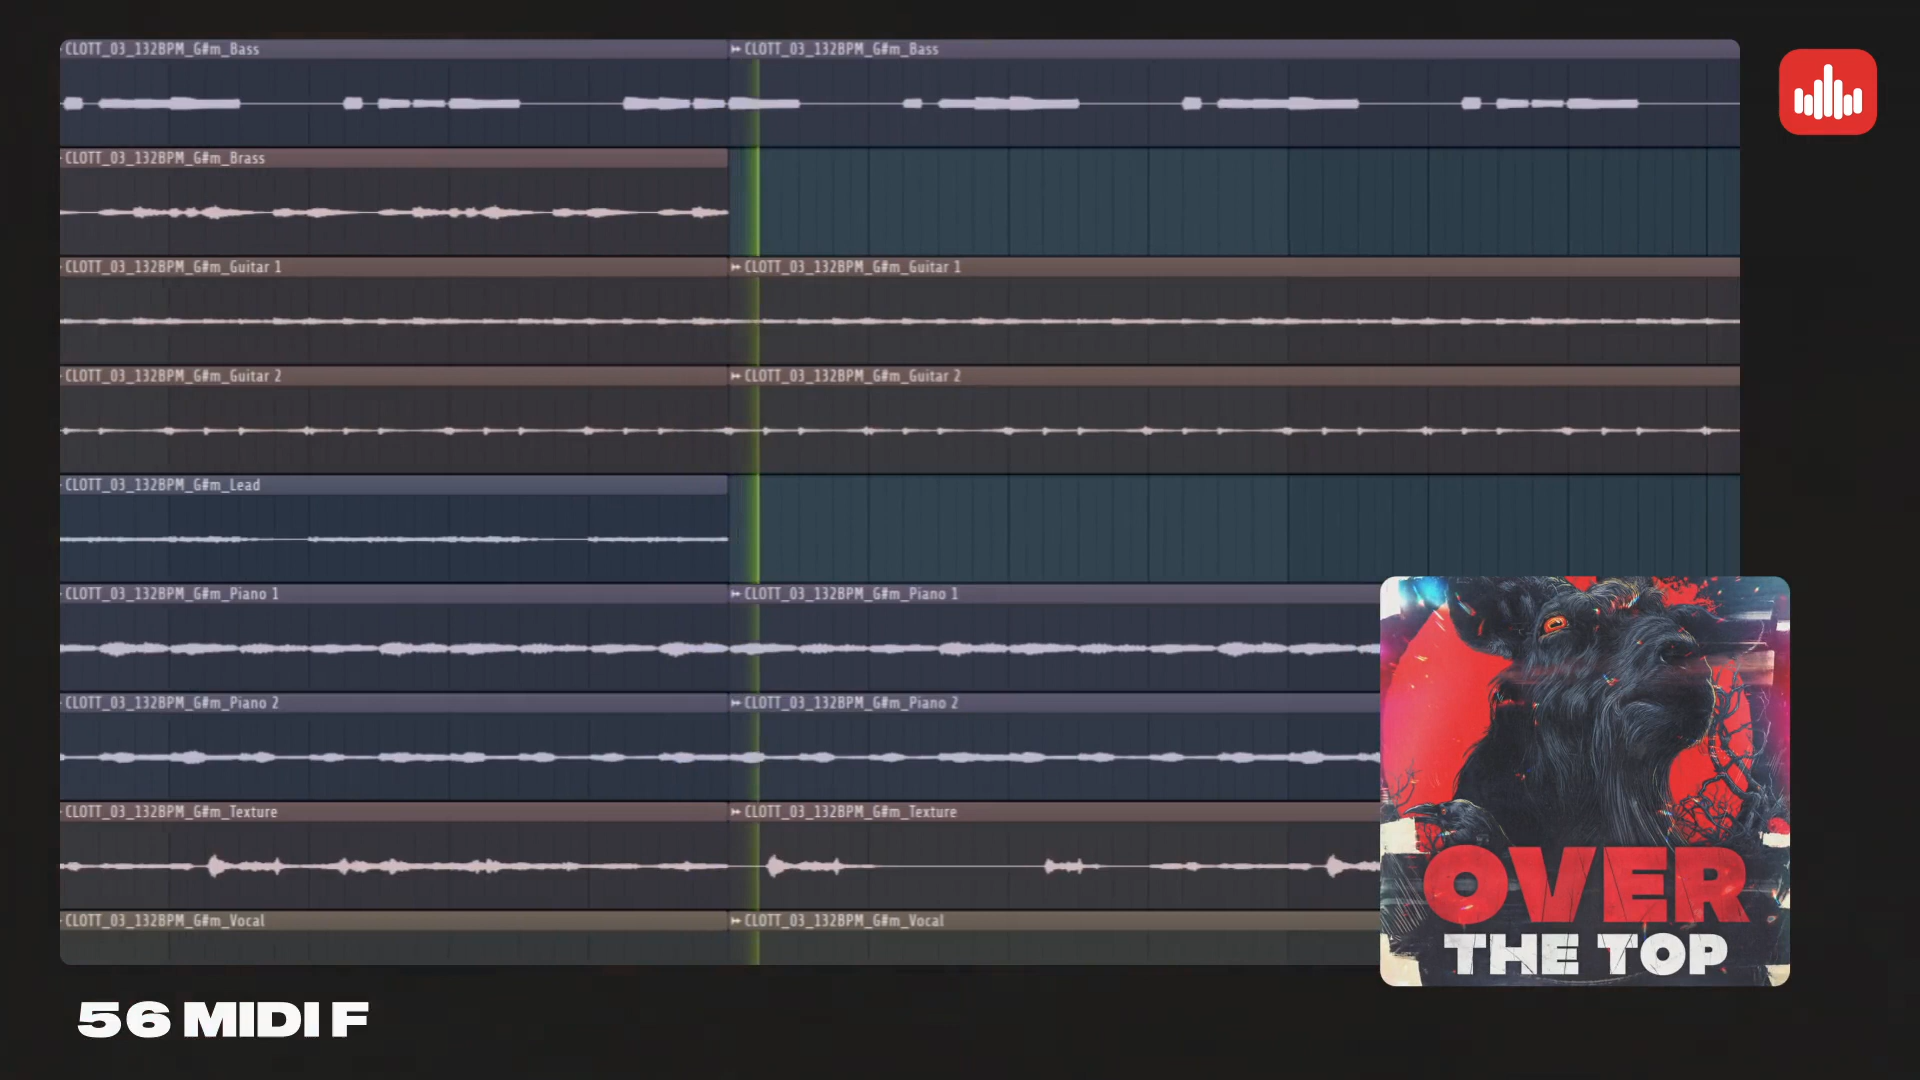 CLOTT_03_132BPM_G#m_Bass CLOTT_03_132BPM_G#m_Bass
CLOTT_03_132BPM_G#m_Brass
CLOTT_03_132BPM_G#m_Guitar 1 CLOTT_03_132BPM_G#m_Guitar 1
CLOTT_03_132BPM_G#m_Guitar 2 CLOTT_03_132BPM_G#m_Guitar 2
CLOTT_03_132BPM_G#m_Lead
CLOTT_03_132BPM_G#m_Piano 1 CLOTT_03_132BPM_G#m_Piano 1
CLOTT_03_132BPM_G#m_Piano 2 CLOTT_03_132BPM_G#m_Piano 2
CLOTT_03_132BPM_G#m_Texture CLOTT_03_132BPM_G#m_Texture
CLOTT_03_132BPM_G#m_Vocal CLOTT_03_132BPM_G#m_Vocal
OVER
THE TOP
56 MIDI F